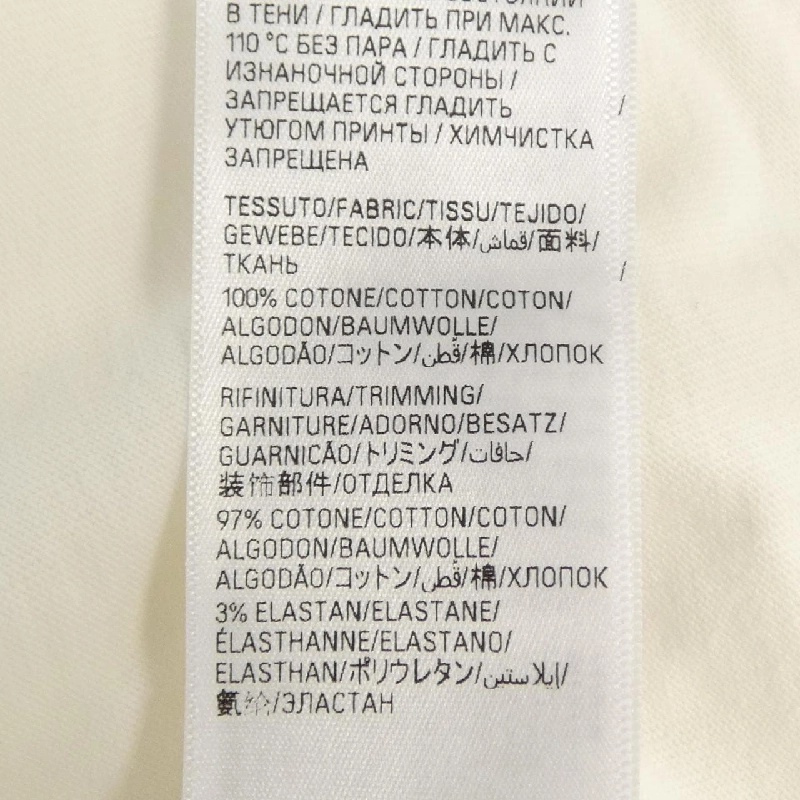 В ТЕНИ / ГЛАДИТЬ ПРИ МАКС.
110 °C БЕЗ ПАРА / ГЛАДИТЬ С
ИЗНАНОЧНОЙ СТОРОНЫ /
ЗАПРЕЩАЕТСЯ ГЛАДИТЬ
УТЮГОМ ПРИНТЫ / ХИМЧИСТКА
ЗАПРЕЩЕНА
TESSUTO/FABRIC/TISSU/TEJIDO/
GEWEBE/TECIDO/本体/قماش/面料/
ТКАНЬ
100% COTONE/COTTON/COTON/
ALGODON/BAUMWOLLE/
ALGODÃO/コットン/قُطن/棉/ХЛОПОК
RIFINITURA/TRIMMING/
GARNITURE/ADORNO/BESATZ/
GUARNICÃO/トリミング/حافات/
装饰部件/ОТДЕЛКА
97% COTONE/COTTON/COTON/
ALGODON/BAUMWOLLE/
ALGODÃO/コットン/قُطن/棉/ХЛОПОК
3% ELASTAN/ELASTANE/
ÉLASTHANNE/ELASTANO/
ELASTHAN/ポリウレタン/إيلاستين/
氨纶/ЭЛАСТАН